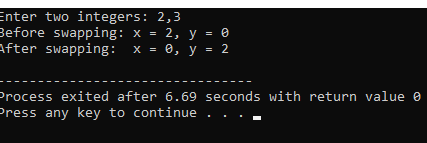 Enter two integers: 2,3
Before swapping: x = 2, y = 0
After swapping:  x = 0, y = 2
--------------------------------
Process exited after 6.69 seconds with return value 0
Press any key to continue . . .